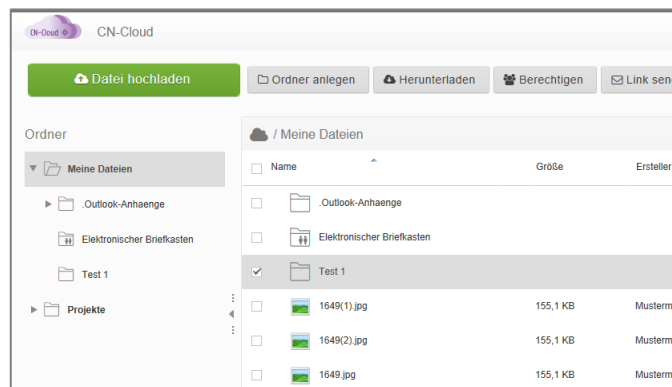 CN-Cloud CN-Cloud
Datei hochladen Ordner anlegen Herunterladen Berechtigen Link sen
Ordner / Meine Dateien
Meine Dateien Name Größe Ersteller
.Outlook-Anhaenge .Outlook-Anhaenge
Elektronischer Briefkasten Elektronischer Briefkasten
Test 1 Test 1
Projekte 1649(1).jpg 155,1 KB Musterm
1649(2).jpg 155,1 KB Musterm
1649.jpg 155,1 KB Musterm